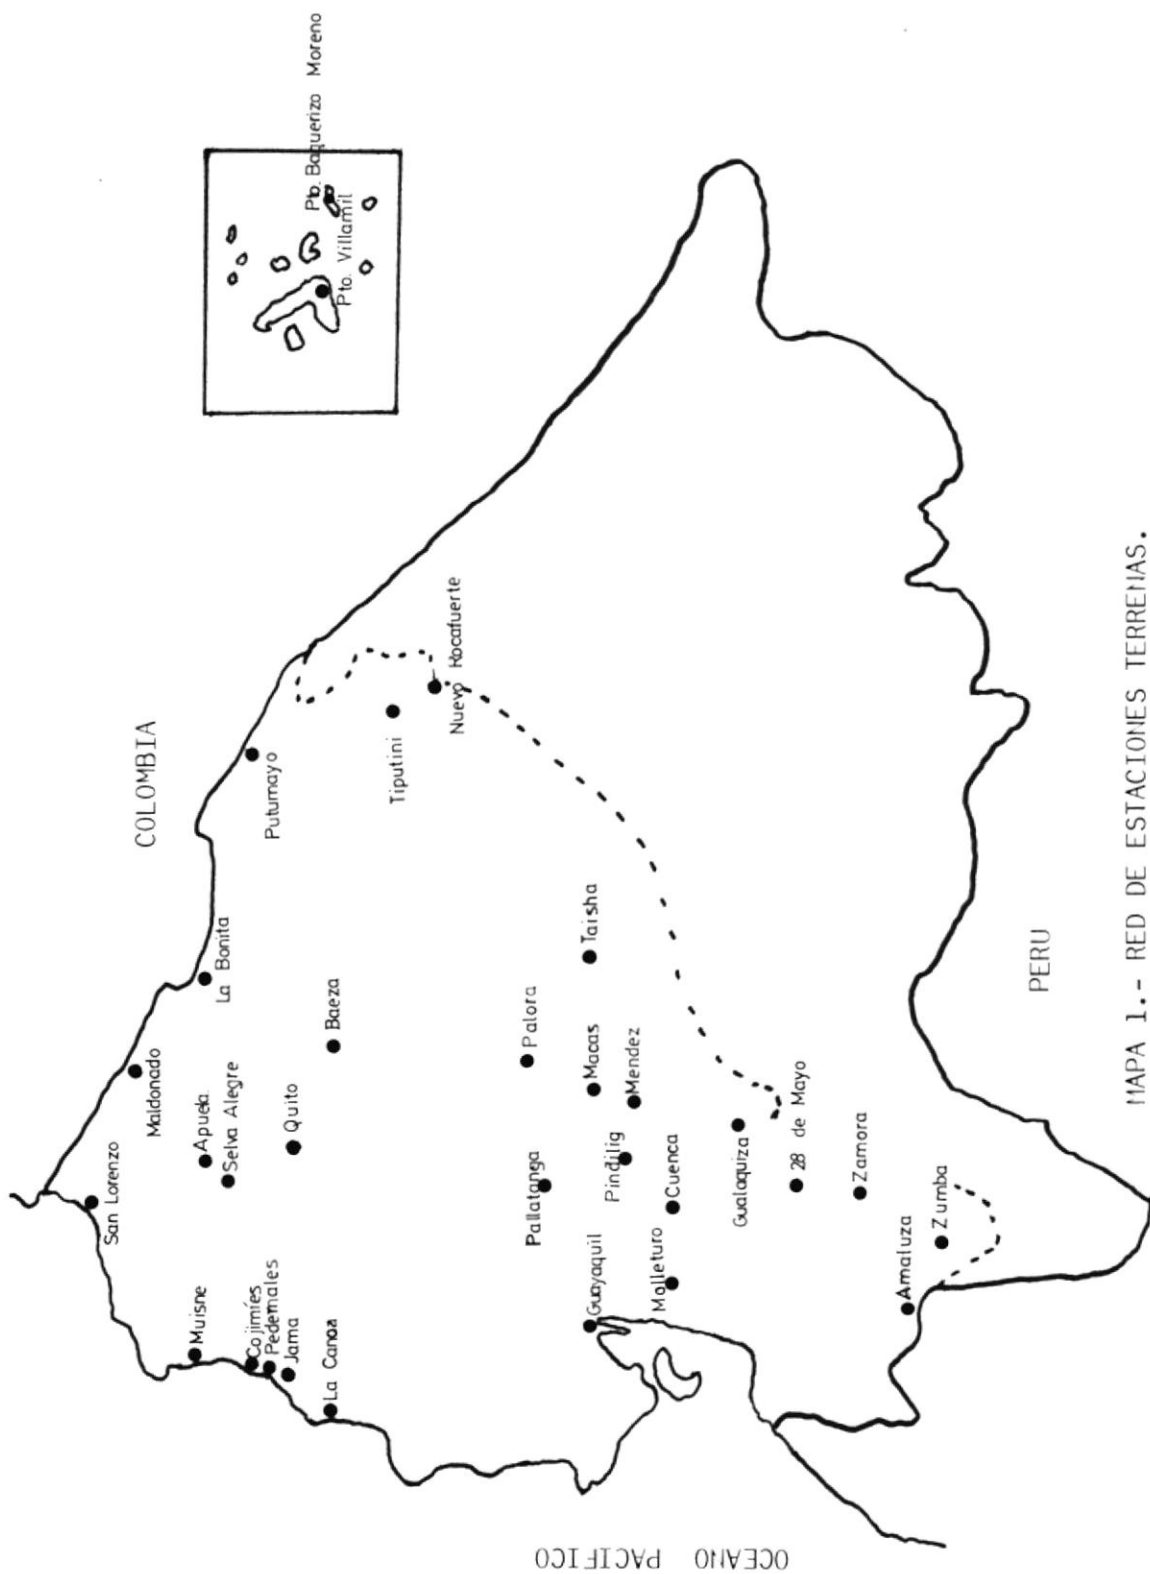 Pto. Baquerizo Moreno
Pto. Villamil
COLOMBIA
San Lorenzo
Maldonado
La Bonita
Putumayo
Muisne
Apuela.
Selva Alegre
Cojimíes
Pedernales
Jama
Quito
La Canoa
Baeza
Tiputini
Nuevo Rocafuerte
Pallatanga
Palora
Guayaquil
Macas
Taisha
Pindilig
Mendez
Molleturo
Cuenca
Gualaquiza
28 de Mayo
Zamora
Amaluza
Zumba
PERU
OCEANO PACIFICO
MAPA 1.- RED DE ESTACIONES TERRENAS.